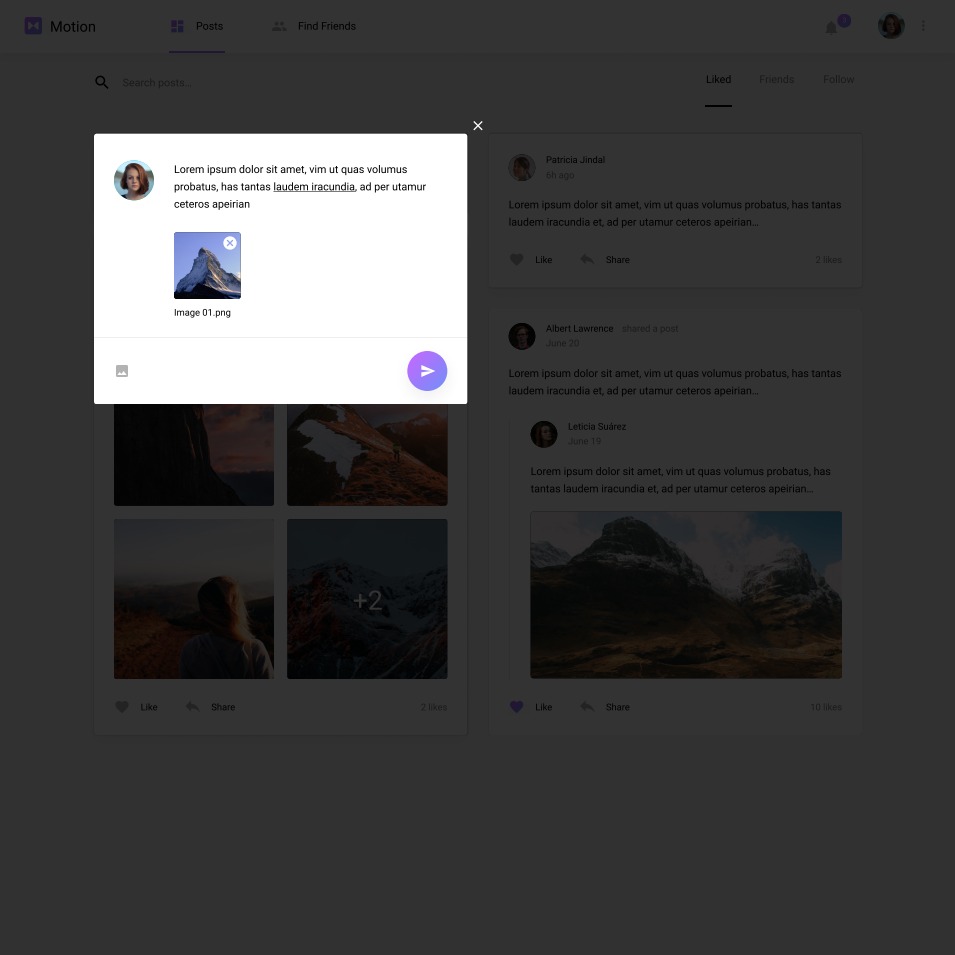 Motion
Posts
Find Friends
Search posts...
Liked
Friends
Follow
Lorem ipsum dolor sit amet, vim ut quas volumus
probatus, has tantas laudem iracundia, ad per utamur
ceteros apeirian
Image 01.png
+2
Like
Share
2 likes
Patricia Jindal
6h ago
Lorem ipsum dolor sit amet, vim ut quas volumus probatus, has tantas
laudem iracundia et, ad per utamur ceteros apeirian...
Like
Share
2 likes
Albert Lawrence shared a post
June 20
Lorem ipsum dolor sit amet, vim ut quas volumus probatus, has tantas
laudem iracundia et, ad per utamur ceteros apeirian...
Leticia Suárez
June 19
Lorem ipsum dolor sit amet, vim ut quas volumus probatus, has
tantas laudem iracundia et, ad per utamur ceteros apeirian...
Like
Share
10 likes